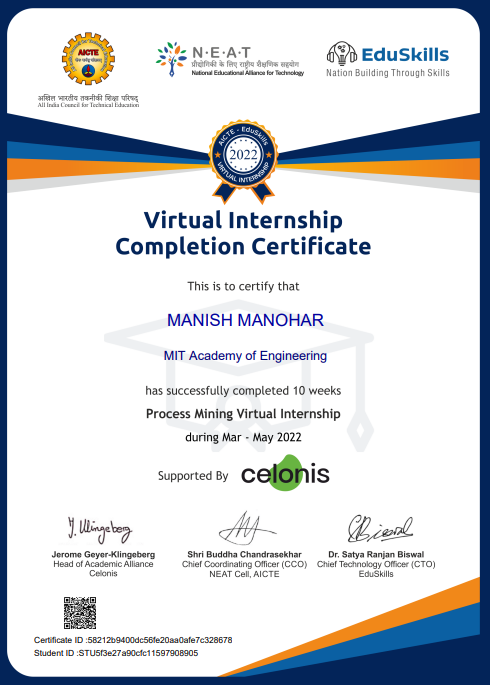 AICTE
अखिल भारतीय तकनीकी शिक्षा परिषद्
All India Council for Technical Education
N·E·A·T
प्रौद्योगिकी के लिए राष्ट्रीय शैक्षणिक सहयोग
National Educational Alliance for Technology
EduSkills
Nation Building Through Skills
AICTE - EduSkills
2022
VIRTUAL INTERNSHIP
Virtual Internship
Completion Certificate
This is to certify that
MANISH MANOHAR
MIT Academy of Engineering
has successfully completed 10 weeks
Process Mining Virtual Internship
during Mar - May 2022
Supported By celonis
J. Klingeberg
Jerome Geyer-Klingeberg
Head of Academic Alliance
Celonis
Shri Buddha Chandrasekhar
Chief Coordinating Officer (CCO)
NEAT Cell, AICTE
SBiswal
Dr. Satya Ranjan Biswal
Chief Technology Officer (CTO)
EduSkills
Certificate ID :58212b9400dc56fe20aa0afe7c328678
Student ID :STU5f3e27a90cfc11597908905